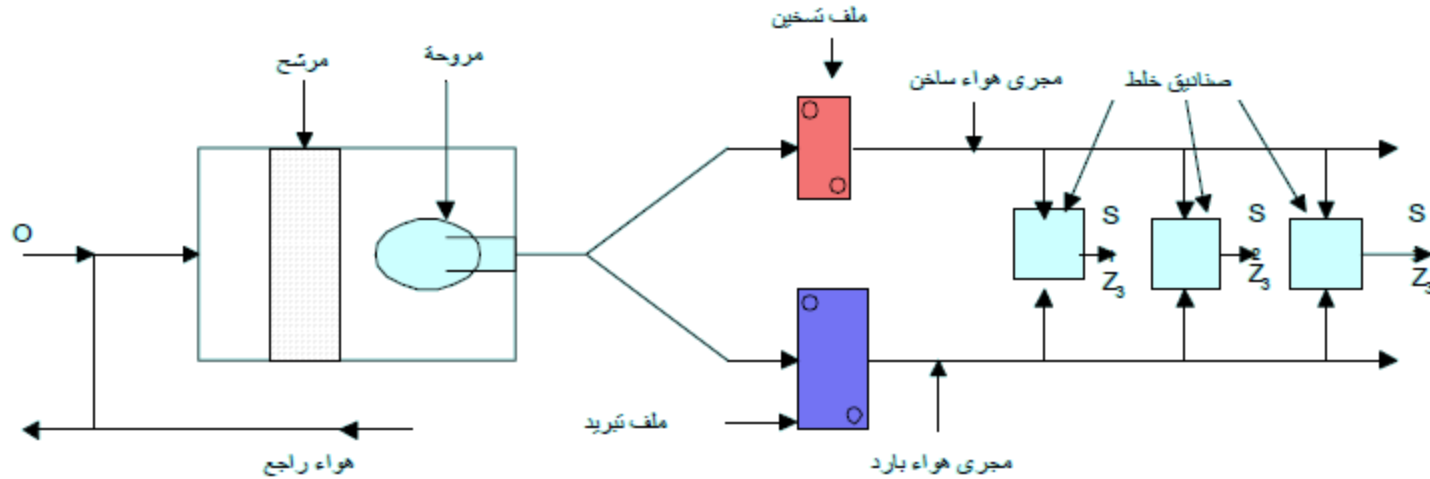 ملف تسخين
مروحة
مرشح
مجرى هواء ساخن
صناديق خلط
O
S
S
S
Z3
2
Z3
Z3
ملف تبريد
هواء راجع
مجرى هواء بارد